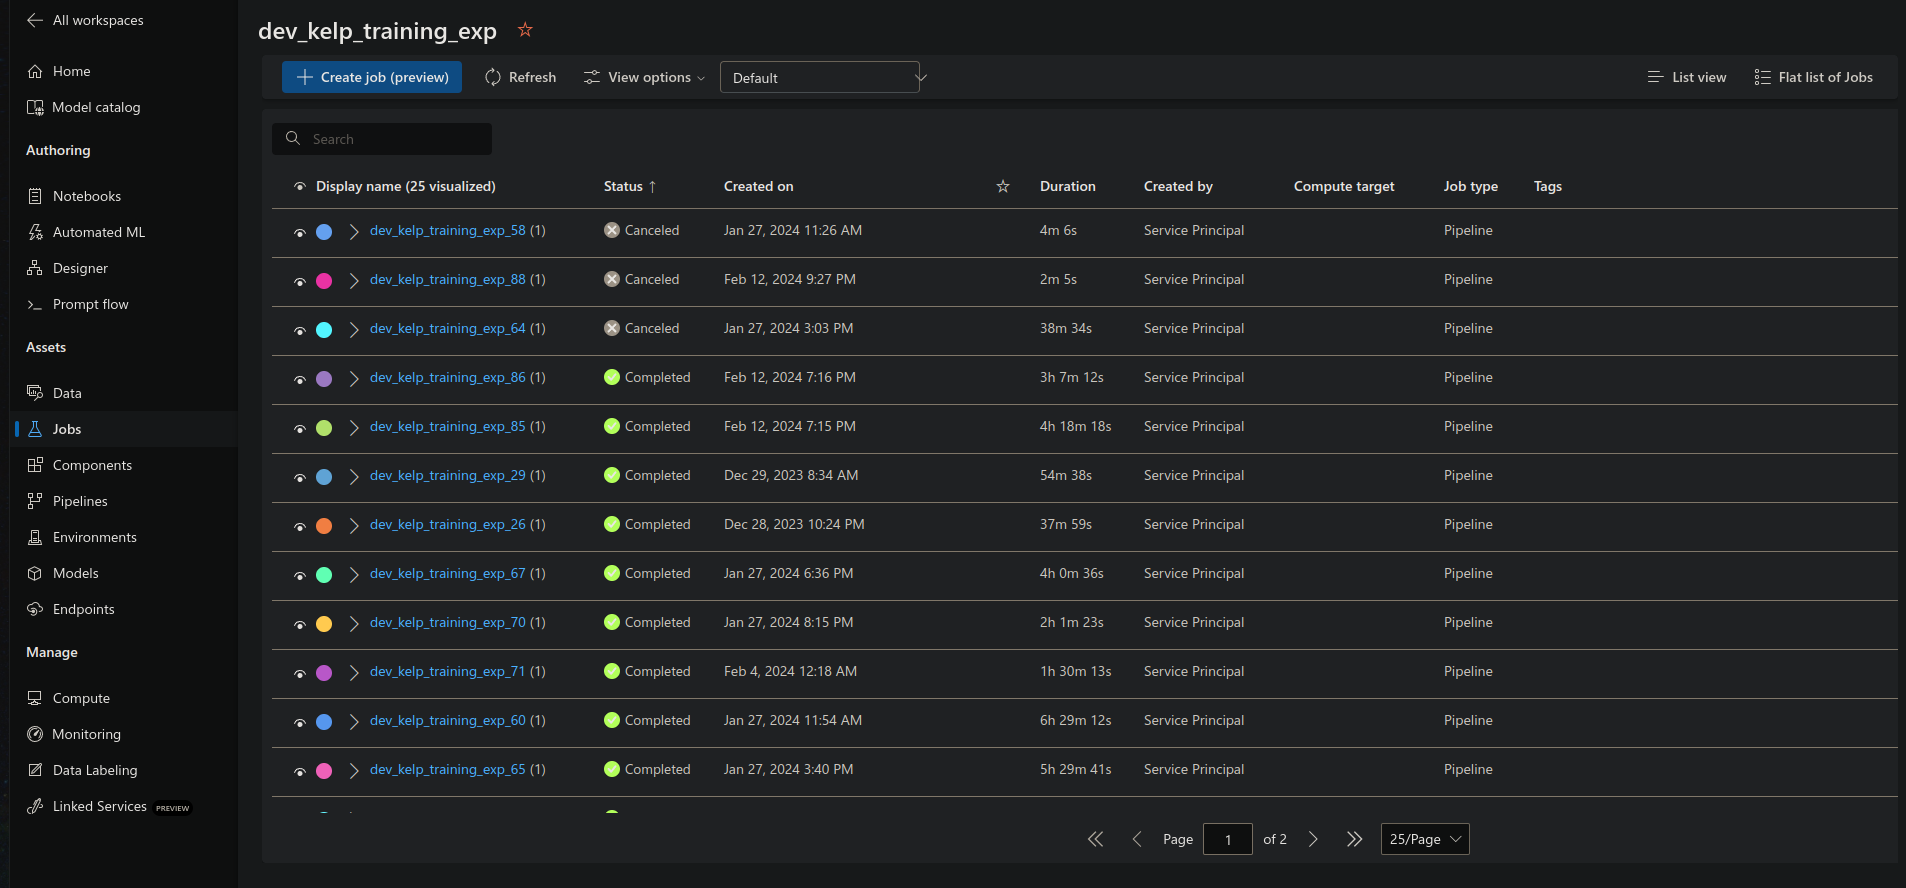 All workspaces
Home
Model catalog
Authoring
Notebooks
Automated ML
Designer
Prompt flow
Assets
Data
Jobs
Components
Pipelines
Environments
Models
Endpoints
Manage
Compute
Monitoring
Data Labeling
Linked Services PREVIEW
dev_kelp_training_exp
Create job (preview) Refresh View options Default List view Flat list of Jobs
Search
Display name (25 visualized) Status ↑ Created on Duration Created by Compute target Job type Tags
dev_kelp_training_exp_58 (1) Canceled Jan 27, 2024 11:26 AM 4m 6s Service Principal Pipeline
dev_kelp_training_exp_88 (1) Canceled Feb 12, 2024 9:27 PM 2m 5s Service Principal Pipeline
dev_kelp_training_exp_64 (1) Canceled Jan 27, 2024 3:03 PM 38m 34s Service Principal Pipeline
dev_kelp_training_exp_86 (1) Completed Feb 12, 2024 7:16 PM 3h 7m 12s Service Principal Pipeline
dev_kelp_training_exp_85 (1) Completed Feb 12, 2024 7:15 PM 4h 18m 18s Service Principal Pipeline
dev_kelp_training_exp_29 (1) Completed Dec 29, 2023 8:34 AM 54m 38s Service Principal Pipeline
dev_kelp_training_exp_26 (1) Completed Dec 28, 2023 10:24 PM 37m 59s Service Principal Pipeline
dev_kelp_training_exp_67 (1) Completed Jan 27, 2024 6:36 PM 4h 0m 36s Service Principal Pipeline
dev_kelp_training_exp_70 (1) Completed Jan 27, 2024 8:15 PM 2h 1m 23s Service Principal Pipeline
dev_kelp_training_exp_71 (1) Completed Feb 4, 2024 12:18 AM 1h 30m 13s Service Principal Pipeline
dev_kelp_training_exp_60 (1) Completed Jan 27, 2024 11:54 AM 6h 29m 12s Service Principal Pipeline
dev_kelp_training_exp_65 (1) Completed Jan 27, 2024 3:40 PM 5h 29m 41s Service Principal Pipeline
Page 1 of 2 25/Page